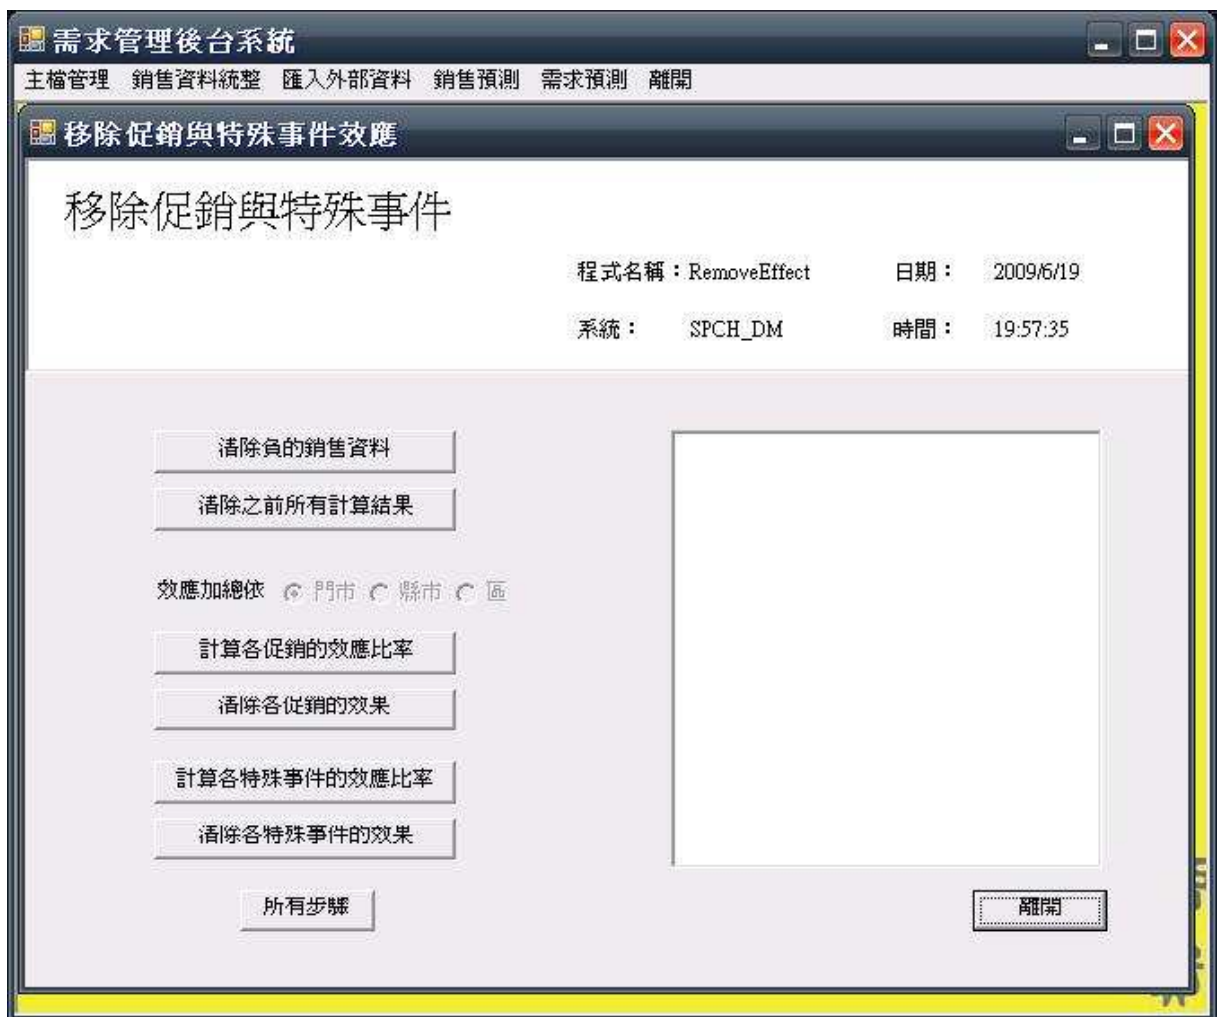 需求管理後台系統
主檔管理 銷售資料統整 匯入外部資料 銷售預測 需求預測 離開
移除促銷與特殊事件效應
移除促銷與特殊事件
程式名稱：RemoveEffect 日期： 2009/6/19
系統： SPCH_DM 時間： 19:57:35
清除負的銷售資料
清除之前所有計算結果
效應加總依 門市 縣市 區
計算各促銷的效應比率
清除各促銷的效果
計算各特殊事件的效應比率
清除各特殊事件的效果
所有步驟
離開